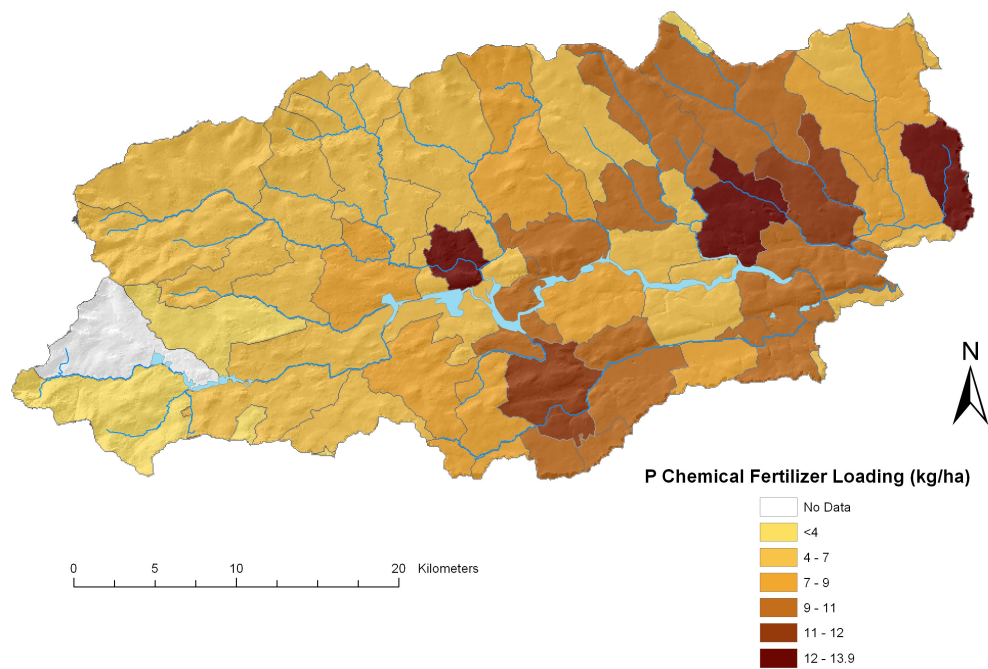 N
P Chemical Fertilizer Loading (kg/ha)
No Data
<4
4 - 7
7 - 9
9 - 11
11 - 12
12 - 13.9
0 5 10 20 Kilometers